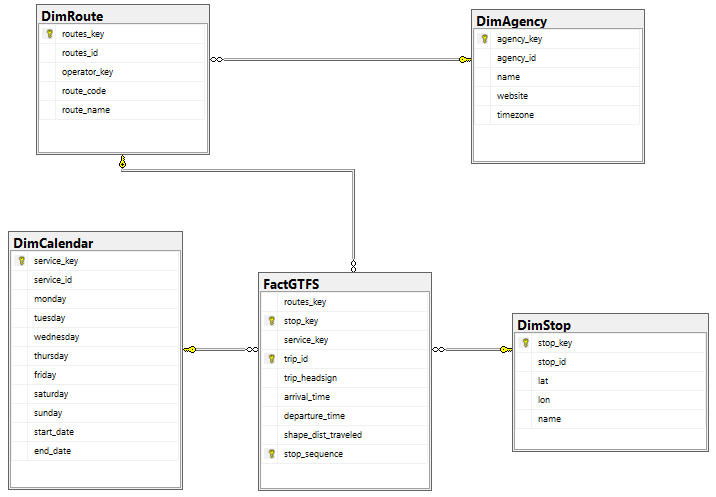 DimRoute
routes_key
routes_id
operator_key
route_code
route_name
DimAgency
agency_key
agency_id
name
website
timezone
DimCalendar
service_key
service_id
monday
tuesday
wednesday
thursday
friday
saturday
sunday
start_date
end_date
FactGTFS
routes_key
stop_key
service_key
trip_id
trip_headsign
arrival_time
departure_time
shape_dist_traveled
stop_sequence
DimStop
stop_key
stop_id
lat
lon
name